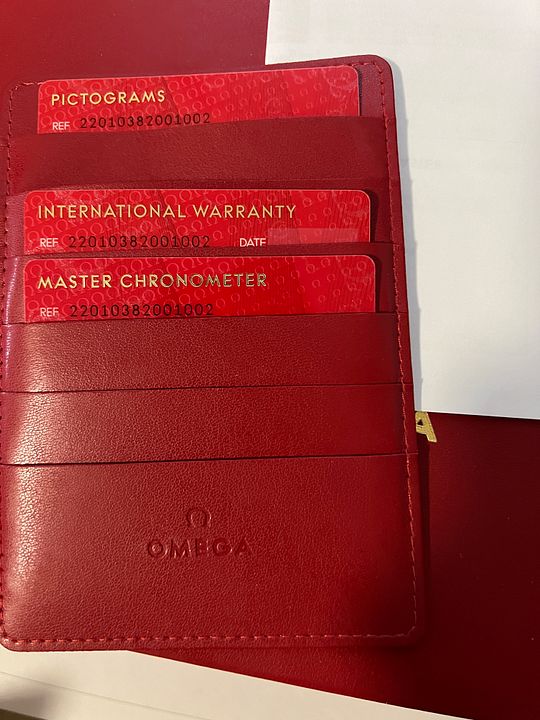 PICTOGRAMS
REF 22010382001002
INTERNATIONAL WARRANTY
REF 22010382001002 DATE
MASTER CHRONOMETER
REF 22010382001002
A
Ω
OMEGA